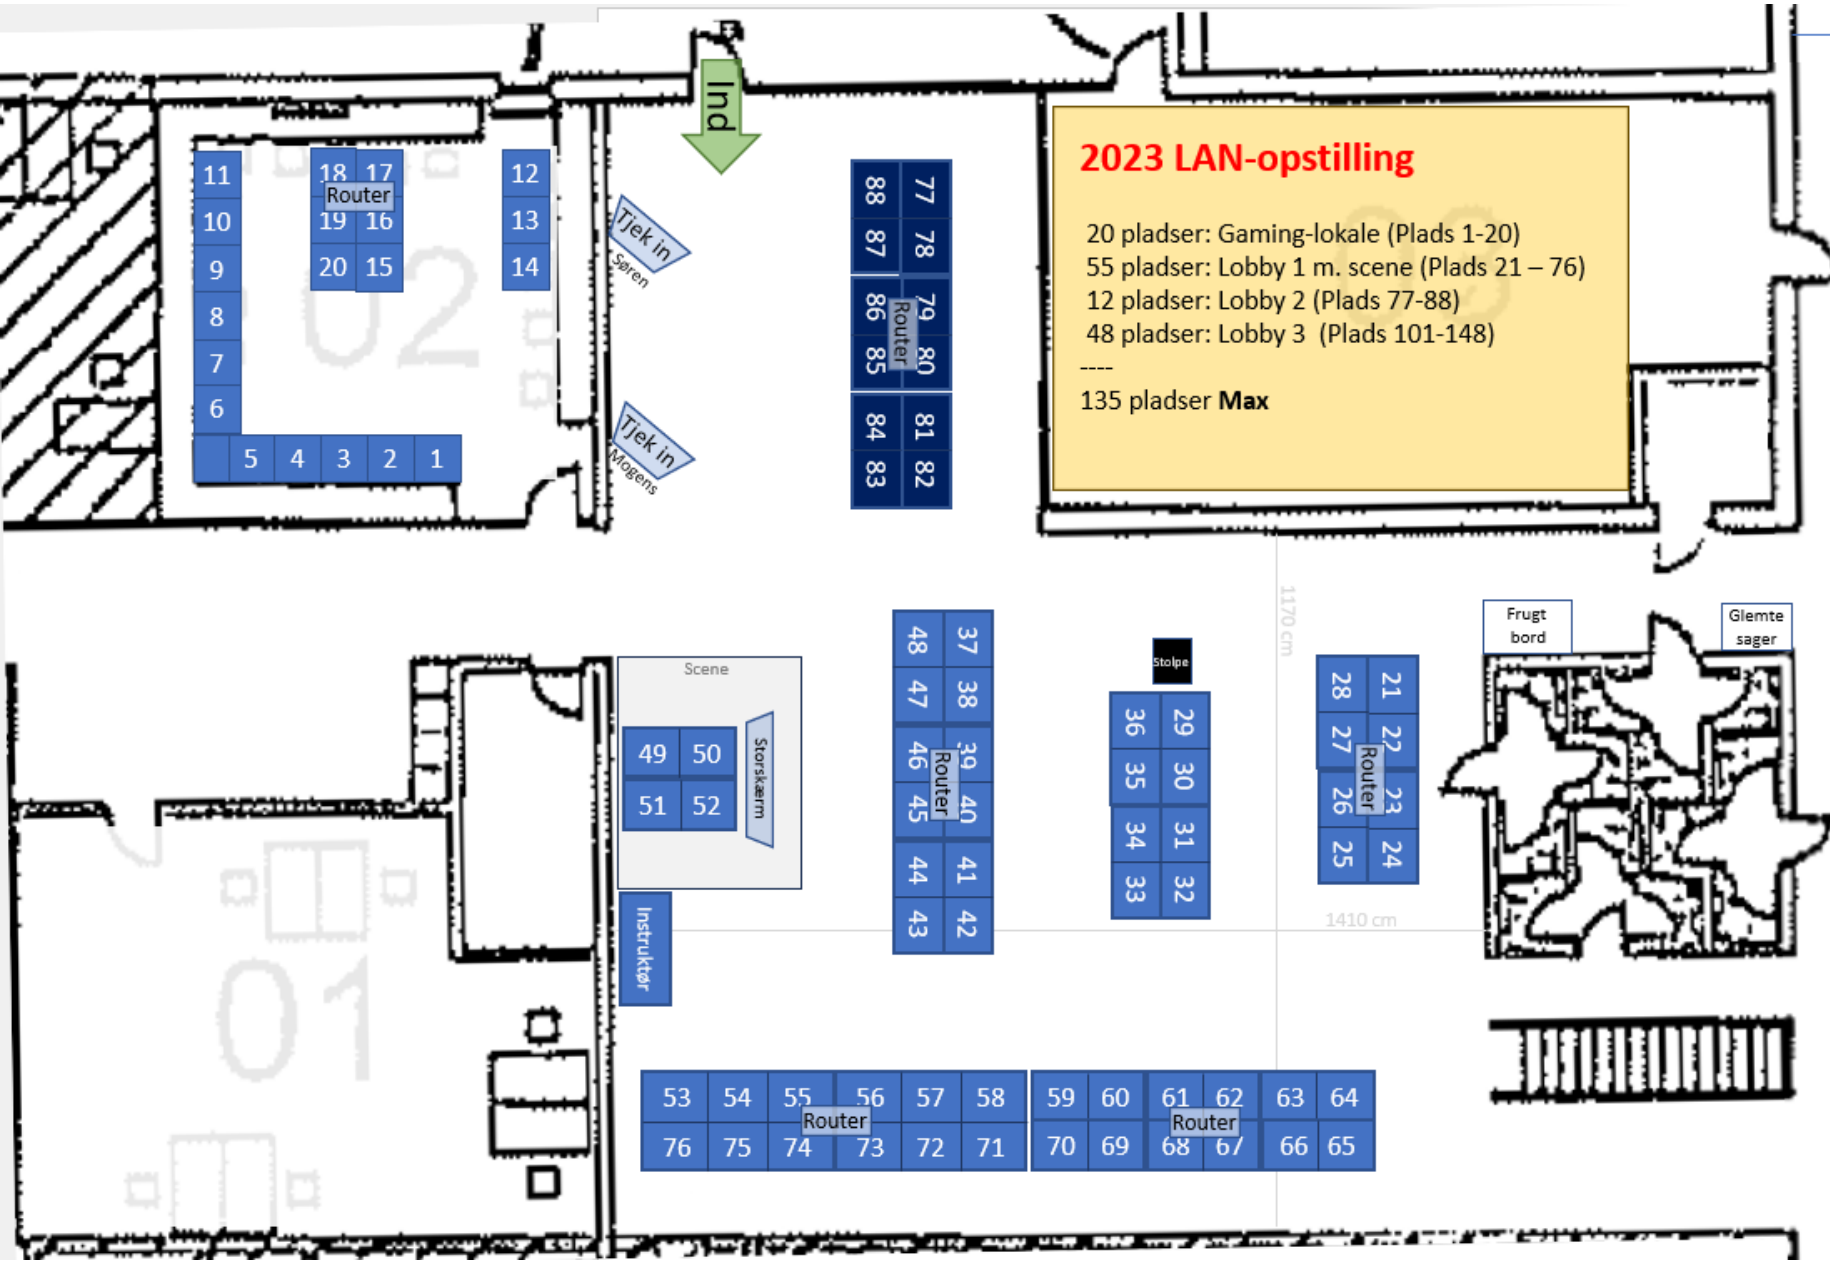 Ind
2023 LAN-opstilling
20 pladser: Gaming-lokale (Plads 1-20)
55 pladser: Lobby 1 m. scene (Plads 21 – 76)
12 pladser: Lobby 2 (Plads 77-88)
48 pladser: Lobby 3 (Plads 101-148)
----
135 pladser Max
11 18 17 12
Router
10 19 16 13
9 20 15 14
8
7
6
5 4 3 2 1
02
Tjek in
Søren
Tjek in
Mogens
88 77
87 78
86 79
Router
85 80
84 81
83 82
03
1170 cm
Frugt
bord
Glemte
sager
Scene
49 50
51 52
Storskærm
Instruktør
48 37
47 38
46 39
Router
45 40
44 41
43 42
Stolpe
36 29
35 30
34 31
33 32
28 21
27 22
Router
26 23
25 24
1410 cm
01
53 54 55 56 57 58 59 60 61 62 63 64
Router Router
76 75 74 73 72 71 70 69 68 67 66 65